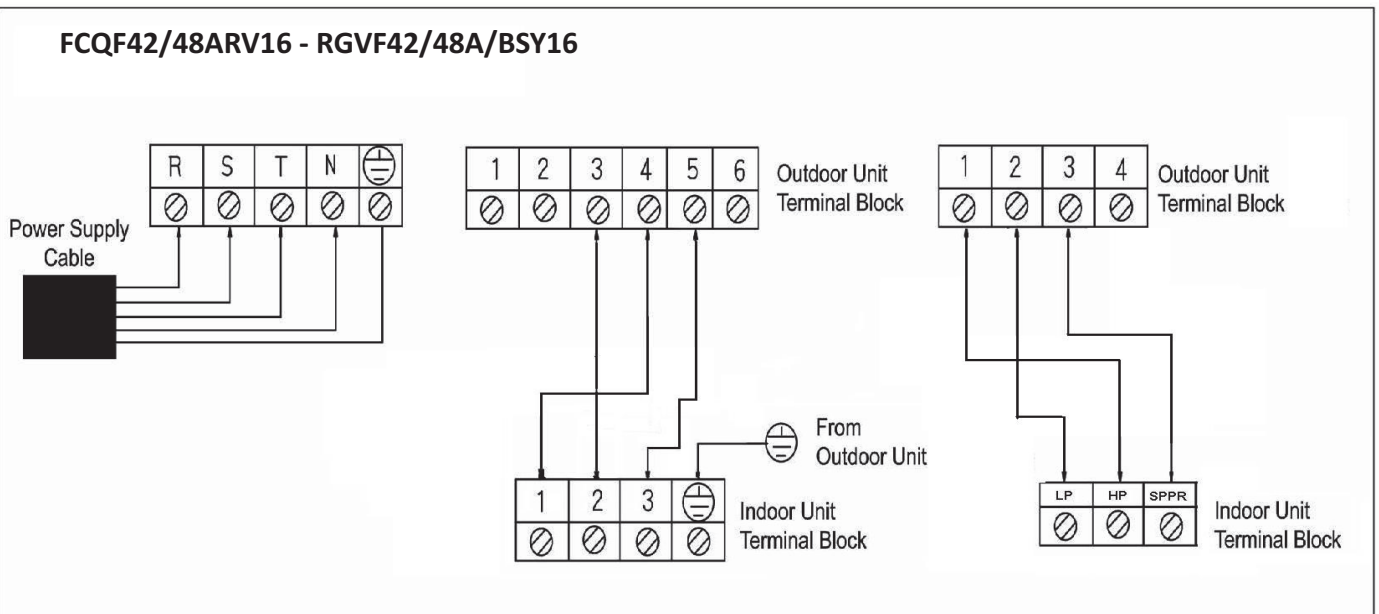 FCQF42/48ARV16 - RGVF42/48A/BSY16
R S T N
Power Supply
Cable
1 2 3 4 5 6
Outdoor Unit
Terminal Block
1 2 3 4
Outdoor Unit
Terminal Block
From
Outdoor Unit
1 2 3
Indoor Unit
Terminal Block
LP HP SPPR
Indoor Unit
Terminal Block